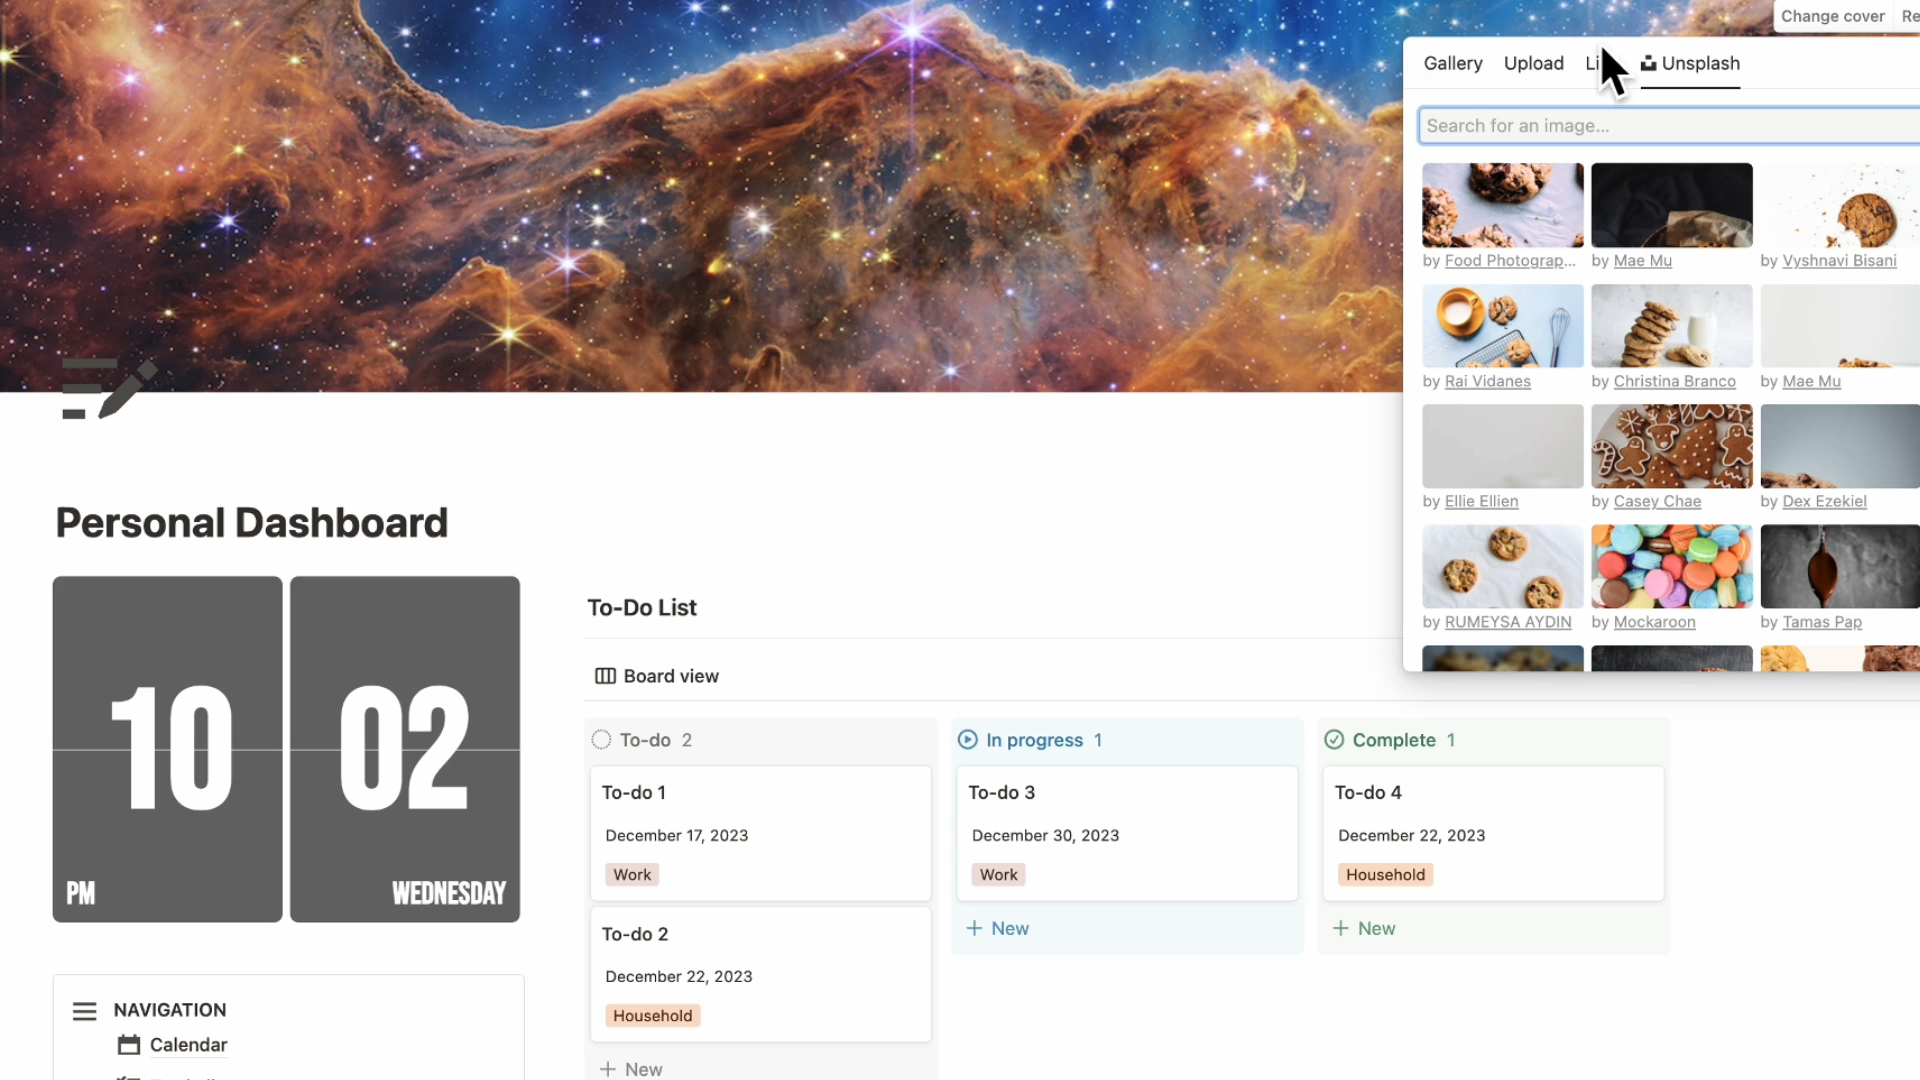 Change cover
Gallery Upload Unsplash
Search for an image...
by Food Photograp... by Mae Mu by Vyshnavi Bisani
by Rai Vidanes by Christina Branco by Mae Mu
by Ellie Ellien by Casey Chae by Dex Ezekiel
by RUMEYSA AYDIN by Mockaroon by Tamas Pap
Personal Dashboard
10 02
PM WEDNESDAY
NAVIGATION
Calendar
To-Do List
Board view
To-do 2
To-do 1
December 17, 2023
Work
To-do 2
December 22, 2023
Household
+ New
In progress 1
To-do 3
December 30, 2023
Work
+ New
Complete 1
To-do 4
December 22, 2023
Household
+ New